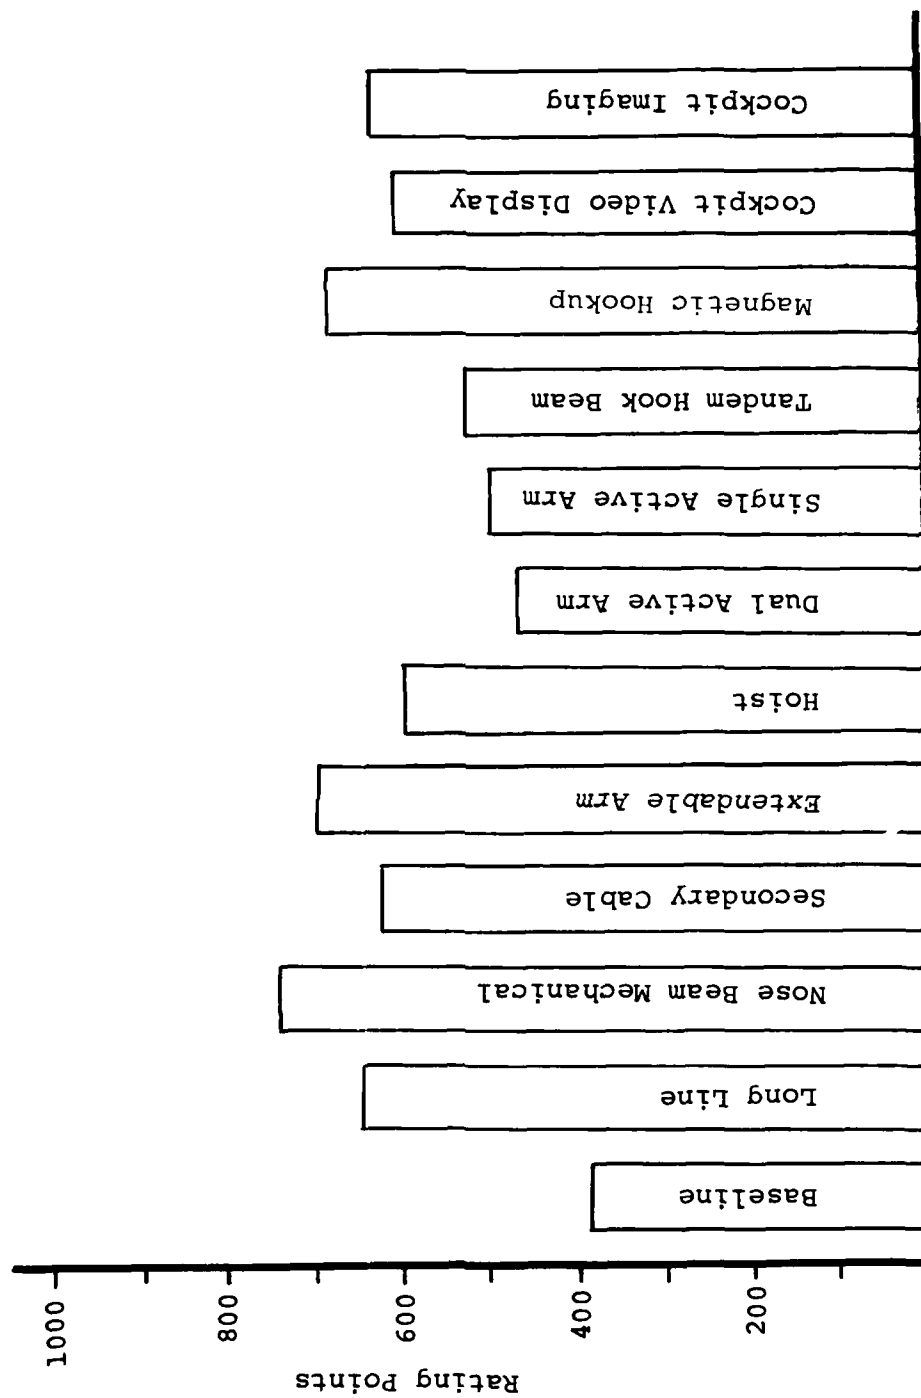 Rating Points
1000
800
600
400
200
Baseline
Long Line
Nose Beam Mechanical
Secondary Cable
Extendable Arm
Hoist
Dual Active Arm
Single Active Arm
Tandem Hook Beam
Magnetic Hookup
Cockpit Video Display
Cockpit Imaging